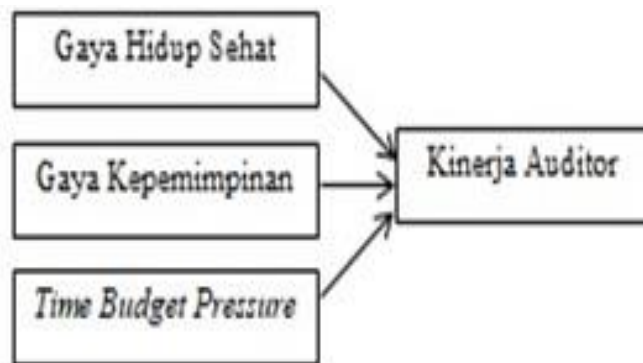 Gaya Hidup Sehat
Gaya Kepemimpinan
Kinerja Auditor
Time Budget Pressure